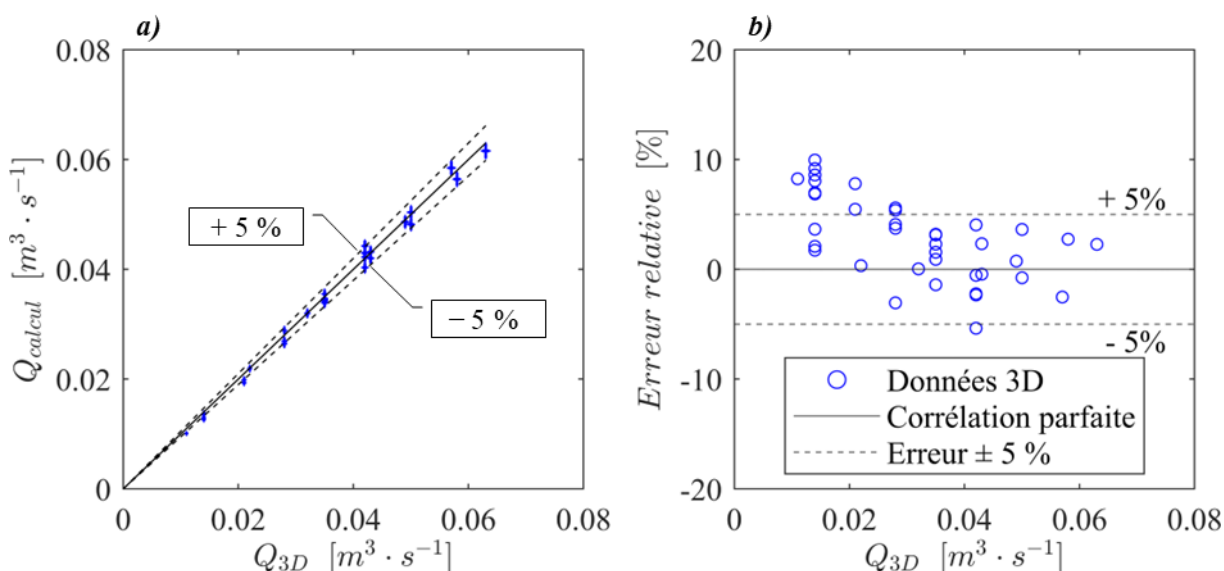 a)
0.08
0.06
0.04
0.02
0
Q_calcul [m³ · s⁻¹]
+ 5 %
− 5 %
0 0.02 0.04 0.06 0.08
Q_3D [m³ · s⁻¹]
b)
20
10
0
-10
-20
Erreur relative [%]
+ 5%
- 5%
Données 3D
Corrélation parfaite
Erreur ± 5 %
0 0.02 0.04 0.06 0.08
Q_3D [m³ · s⁻¹]